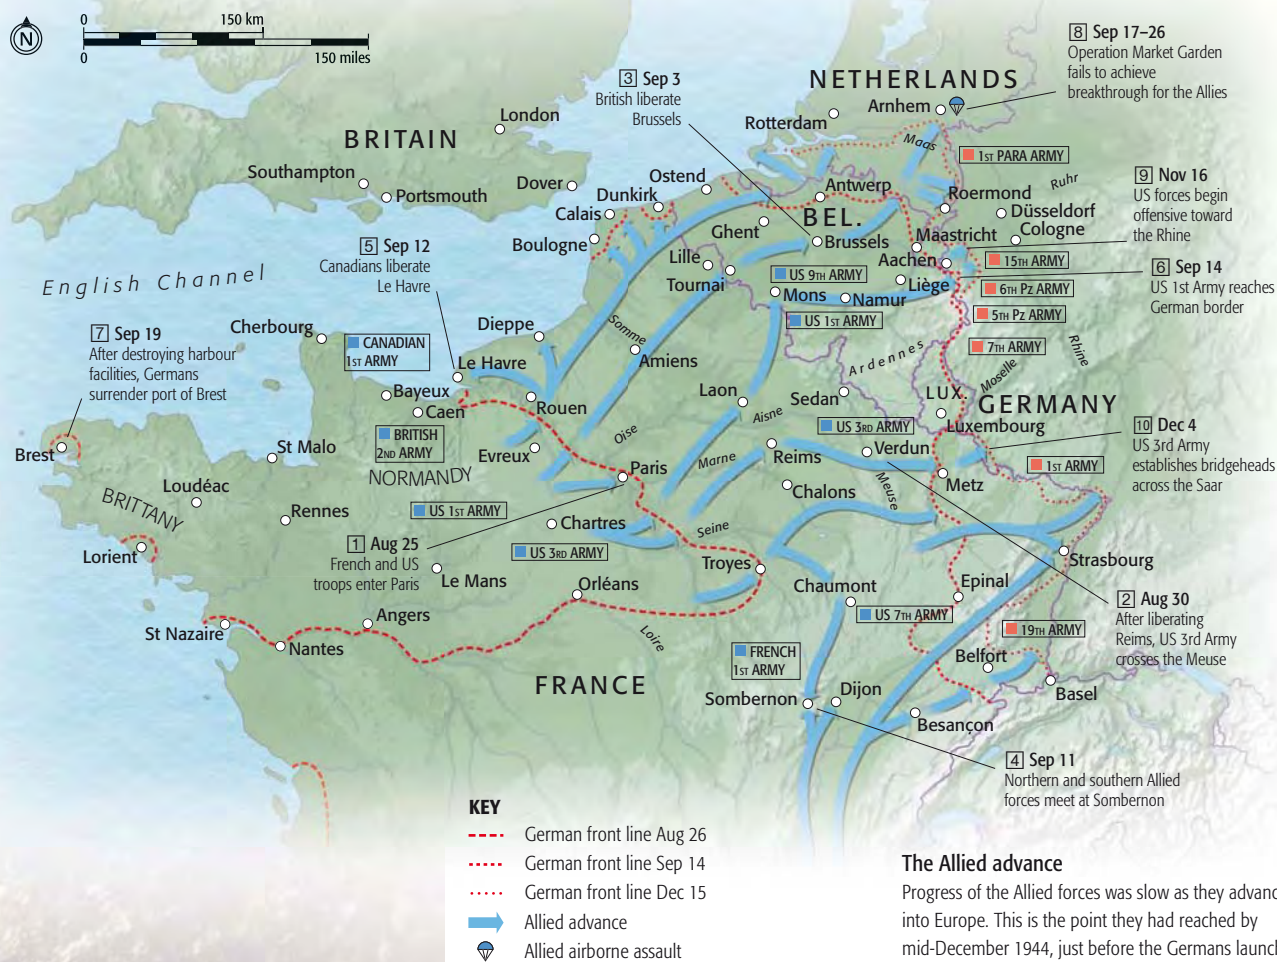 N
0
150 km
0
150 miles
8 Sep 17–26
Operation Market Garden
fails to achieve
breakthrough for the Allies
3 Sep 3
British liberate
Brussels
NETHERLANDS
Arnhem
Rotterdam
London
BRITAIN
Maas
1ST PARA ARMY
Southampton
Portsmouth
Dover
Ostend
Dunkirk
Calais
Boulogne
Antwerp
Roermond
Ruhr
9 Nov 16
US forces begin
offensive toward
the Rhine
Düsseldorf
Cologne
BEL.
Ghent
Brussels
Maastricht
Aachen
15TH ARMY
5 Sep 12
Canadians liberate
Le Havre
Lille
Tournai
US 9TH ARMY
Liège
6TH PZ ARMY
6 Sep 14
US 1st Army reaches
German border
English Channel
Mons
Namur
5TH PZ ARMY
US 1ST ARMY
7 Sep 19
After destroying harbour
facilities, Germans
surrender port of Brest
Cherbourg
Dieppe
Somme
CANADIAN
1ST ARMY
Amiens
Ardennes
7TH ARMY
Rhine
Moselle
Le Havre
Bayeux
Caen
Rouen
Laon
Sedan
LUX.
Luxembourg
GERMANY
Aisne
BRITISH
2ND ARMY
Oise
US 3RD ARMY
10 Dec 4
US 3rd Army
establishes bridgeheads
across the Saar
Brest
St Malo
Evreux
NORMANDY
Marne
Reims
Verdun
1ST ARMY
Paris
Metz
Loudéac
BRITTANY
Rennes
Chalons
Meuse
US 1ST ARMY
Chartres
Seine
Lorient
1 Aug 25
French and US
troops enter Paris
US 3RD ARMY
Le Mans
Orléans
Troyes
Chaumont
Strasbourg
Epinal
US 7TH ARMY
2 Aug 30
After liberating
Reims, US 3rd Army
crosses the Meuse
St Nazaire
Angers
Nantes
Loire
19TH ARMY
FRENCH
1ST ARMY
Belfort
FRANCE
Sombernon
Dijon
Basel
Besançon
4 Sep 11
Northern and southern Allied
forces meet at Sombernon
KEY
German front line Aug 26
German front line Sep 14
German front line Dec 15
Allied advance
Allied airborne assault
The Allied advance
Progress of the Allied forces was slow as they advanc
into Europe. This is the point they had reached by
mid-December 1944, just before the Germans launch